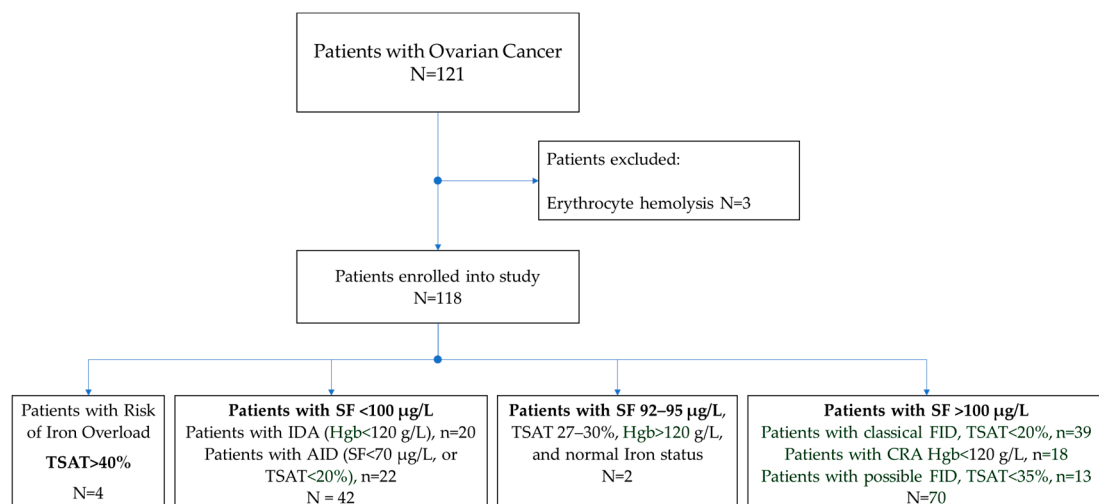 Patients with Ovarian Cancer
N=121
Patients excluded:
Erythrocyte hemolysis N=3
Patients enrolled into study
N=118
Patients with Risk
of Iron Overload
TSAT>40%
N=4
Patients with SF <100 µg/L
Patients with IDA (Hgb<120 g/L), n=20
Patients with AID (SF<70 µg/L, or
TSAT<20%), n=22
N = 42
Patients with SF 92–95 µg/L,
TSAT 27–30%, Hgb>120 g/L,
and normal Iron status
N=2
Patients with SF >100 µg/L
Patients with classical FID, TSAT<20%, n=39
Patients with CRA Hgb<120 g/L, n=18
Patients with possible FID, TSAT<35%, n=13
N=70